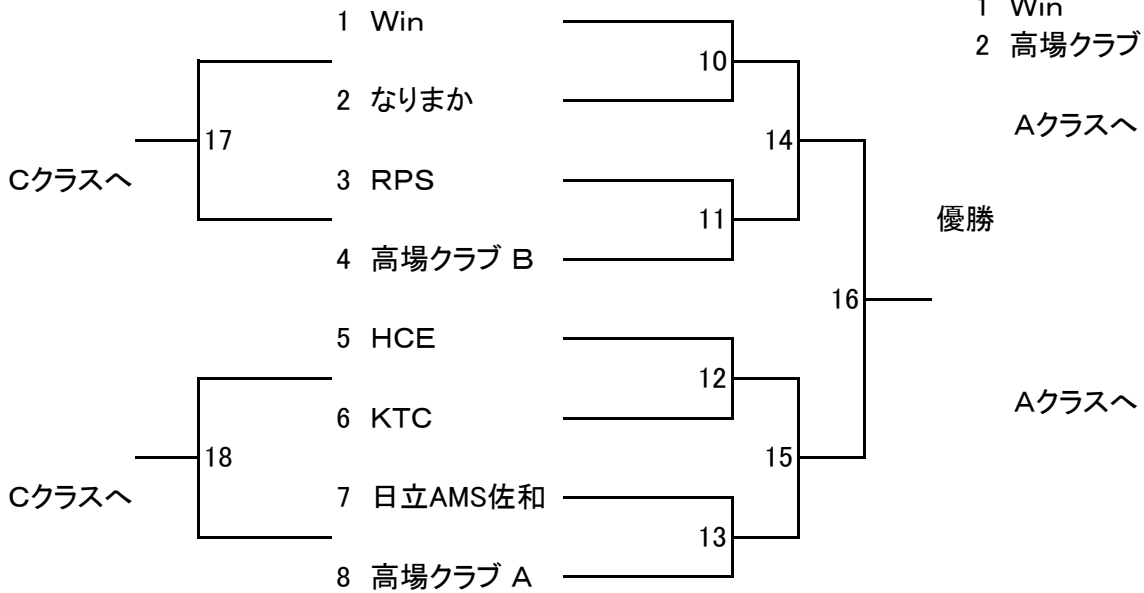 1 Win
1 Win
10
2 高場クラブ
2 なりまか
Aクラスへ
17
14
Cクラスへ
3 RPS
11
優勝
4 高場クラブ B
16
5 HCE
12
Aクラスへ
6 KTC
18
15
Cクラスへ
7 日立AMS佐和
13
8 高場クラブ A